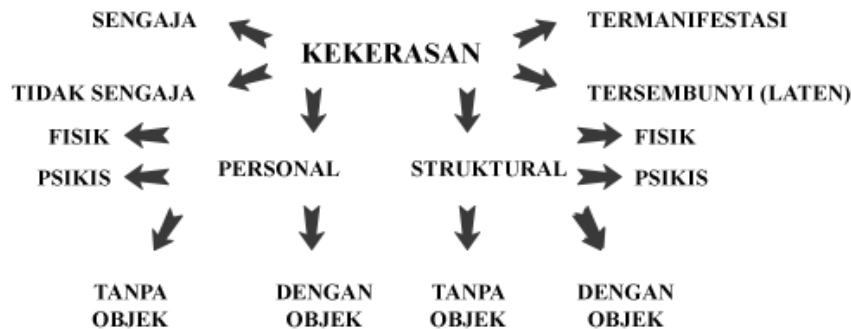 SENGAJA
TERMANIFESTASI
KEKERASAN
TIDAK SENGAJA
TERSEMBUNYI (LATEN)
FISIK
FISIK
PERSONAL
STRUKTURAL
PSIKIS
PSIKIS
TANPA
OBJEK
DENGAN
OBJEK
TANPA
OBJEK
DENGAN
OBJEK